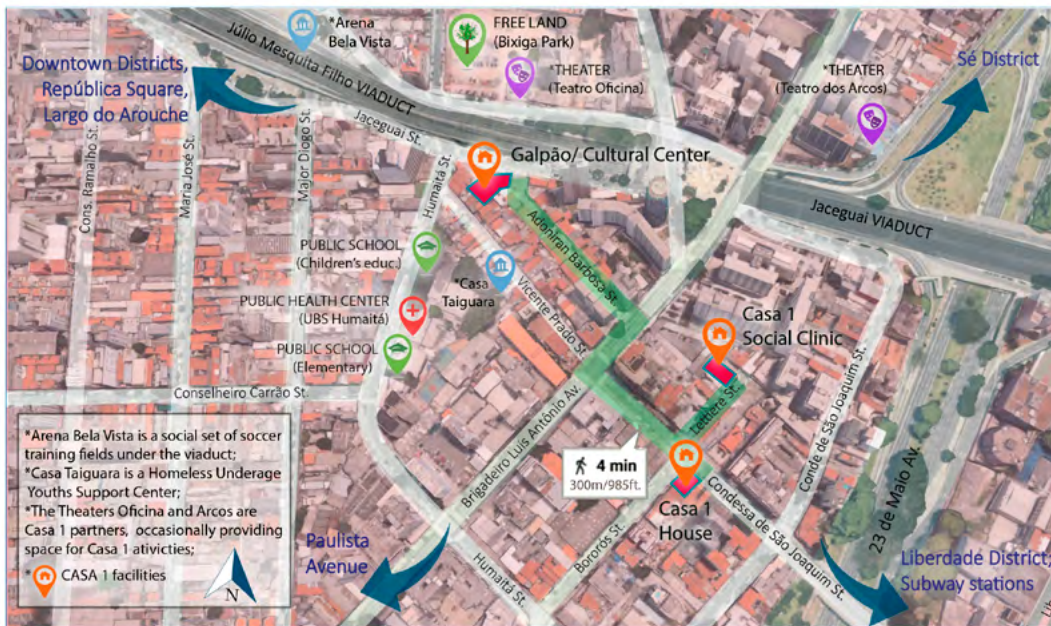 *Arena
Bela Vista
FREE LAND
(Bixiga Park)
*THEATER
(Teatro Oficina)
*THEATER
(Teatro dos Arcos)
Sé District
Júlio Mesquita Filho VIADUCT
Downtown Districts,
República Square,
Largo do Arouche
Jaceguai St.
Galpão/ Cultural Center
Cons. Ramalho St.
Maria José St.
Major Diogo St.
Humaitá St.
Jaceguai VIADUCT
Adoniran Barbosa St.
PUBLIC SCHOOL
(Children's educ.)
*Casa
Taiguara
Vicente Prado St.
PUBLIC HEALTH CENTER
(UBS Humaitá)
Casa 1
Social Clinic
PUBLIC SCHOOL
(Elementary)
Conselheiro Carrão St.
Lettiere St.
Brigadeiro Luis Antônio Av.
Conde de São Joaquim St.
23 de Maio Av.
4 min
300m/985ft.
Casa 1
House
Condessa de São Joaquim St.
Bororós St.
Humaitá St.
Paulista
Avenue
Liberdade District;
Subway stations
*Arena Bela Vista is a social set of soccer
training fields under the viaduct;
*Casa Taiguara is a Homeless Underage
Youths Support Center;
*The Theaters Oficina and Arcos are
Casa 1 partners, occasionally providing
space for Casa 1 ativicties;
* CASA 1 facilities
N